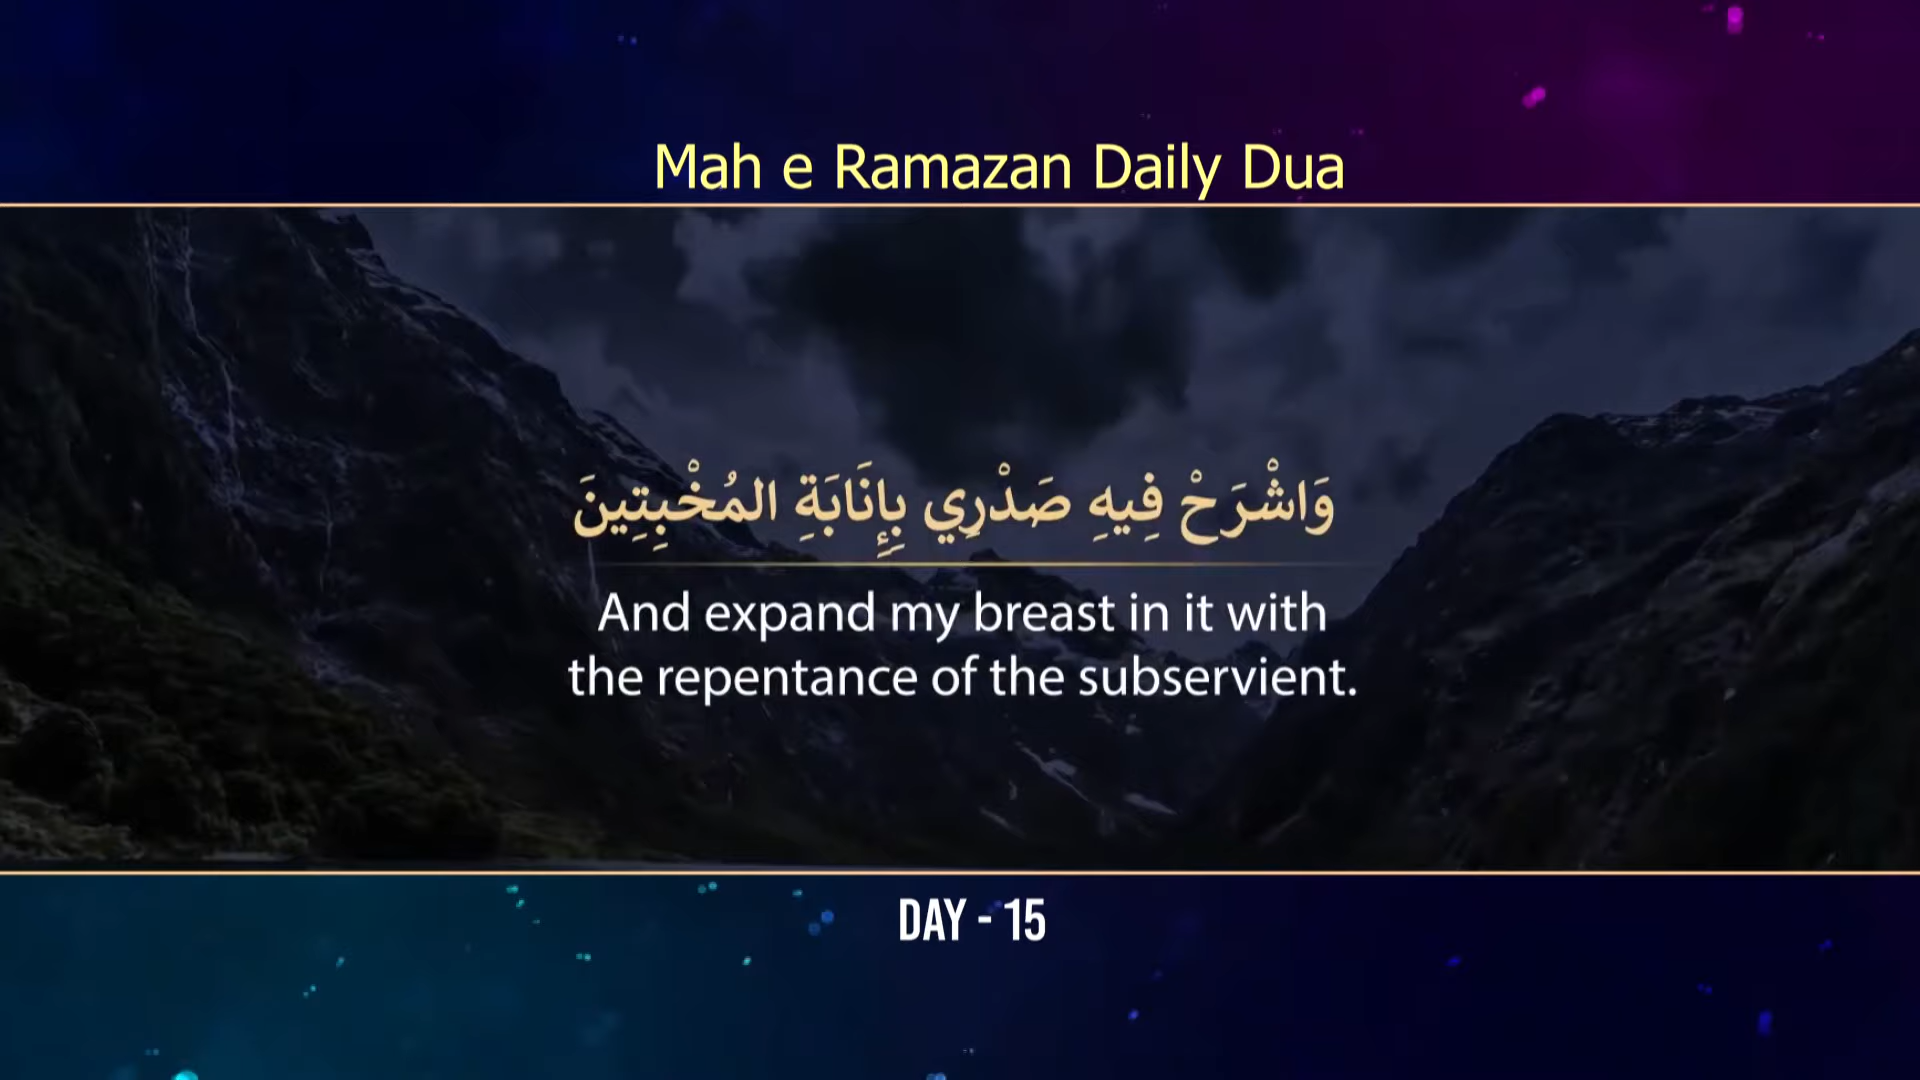 Mah e Ramazan Daily Dua
وَاشْرَحْ فِيهِ صَدْرِي بِإِنَابَةِ المُخْبِتِينَ
And expand my breast in it with
the repentance of the subservient.
DAY - 15